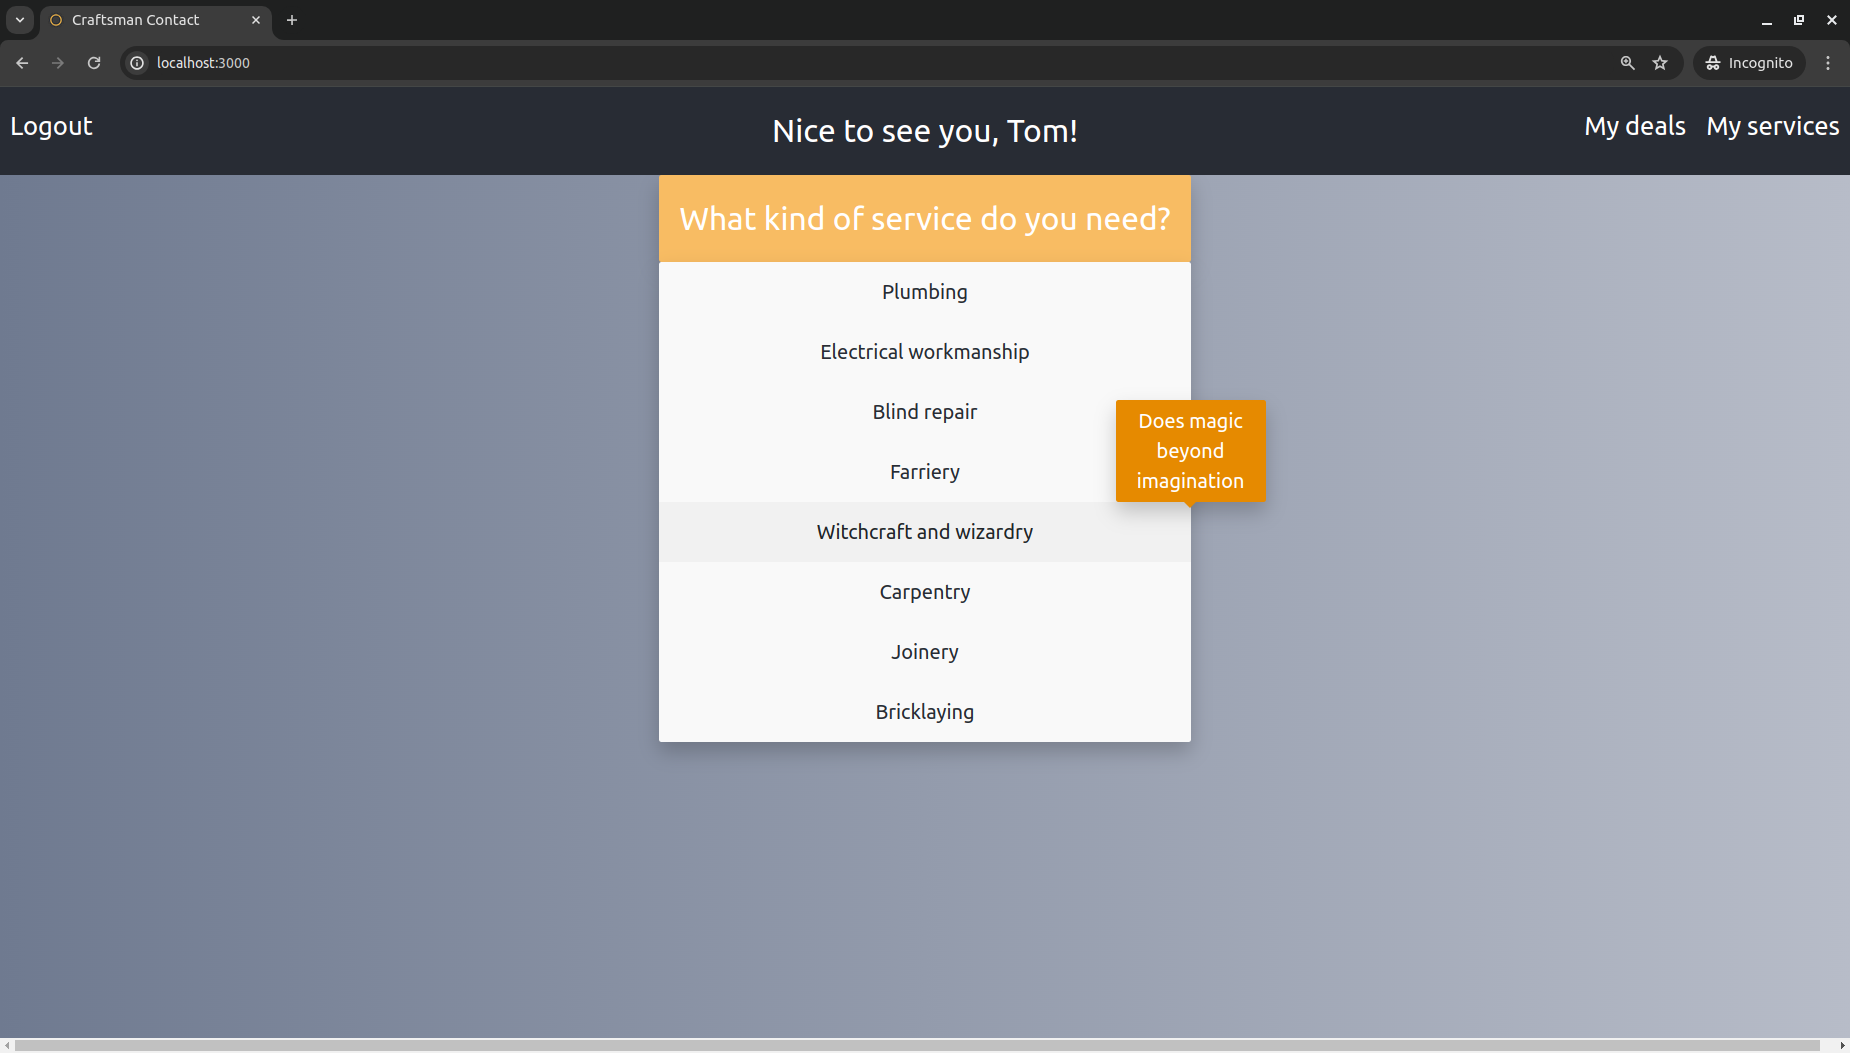 Craftsman Contact
localhost:3000
Incognito
Logout
Nice to see you, Tom!
My deals
My services
What kind of service do you need?
Plumbing
Electrical workmanship
Blind repair
Does magic
beyond
imagination
Farriery
Witchcraft and wizardry
Carpentry
Joinery
Bricklaying